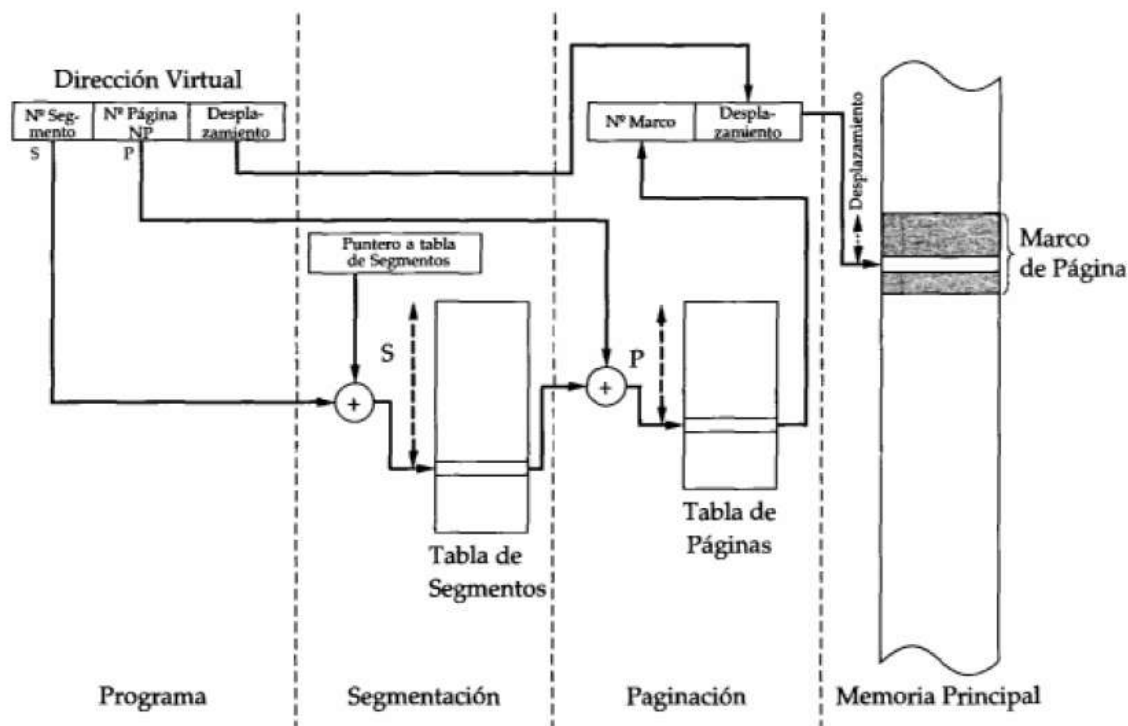 Dirección Virtual
Nº Seg-
mento
Nº Página
NP
Despla-
zamiento
S
P
Nº Marco
Despla-
zamiento
Desplazamiento
Marco
de Página
Puntero a tabla
de Segmentos
+
S
+
P
Tabla de
Segmentos
Tabla de
Páginas
Programa
Segmentación
Paginación
Memoria Principal